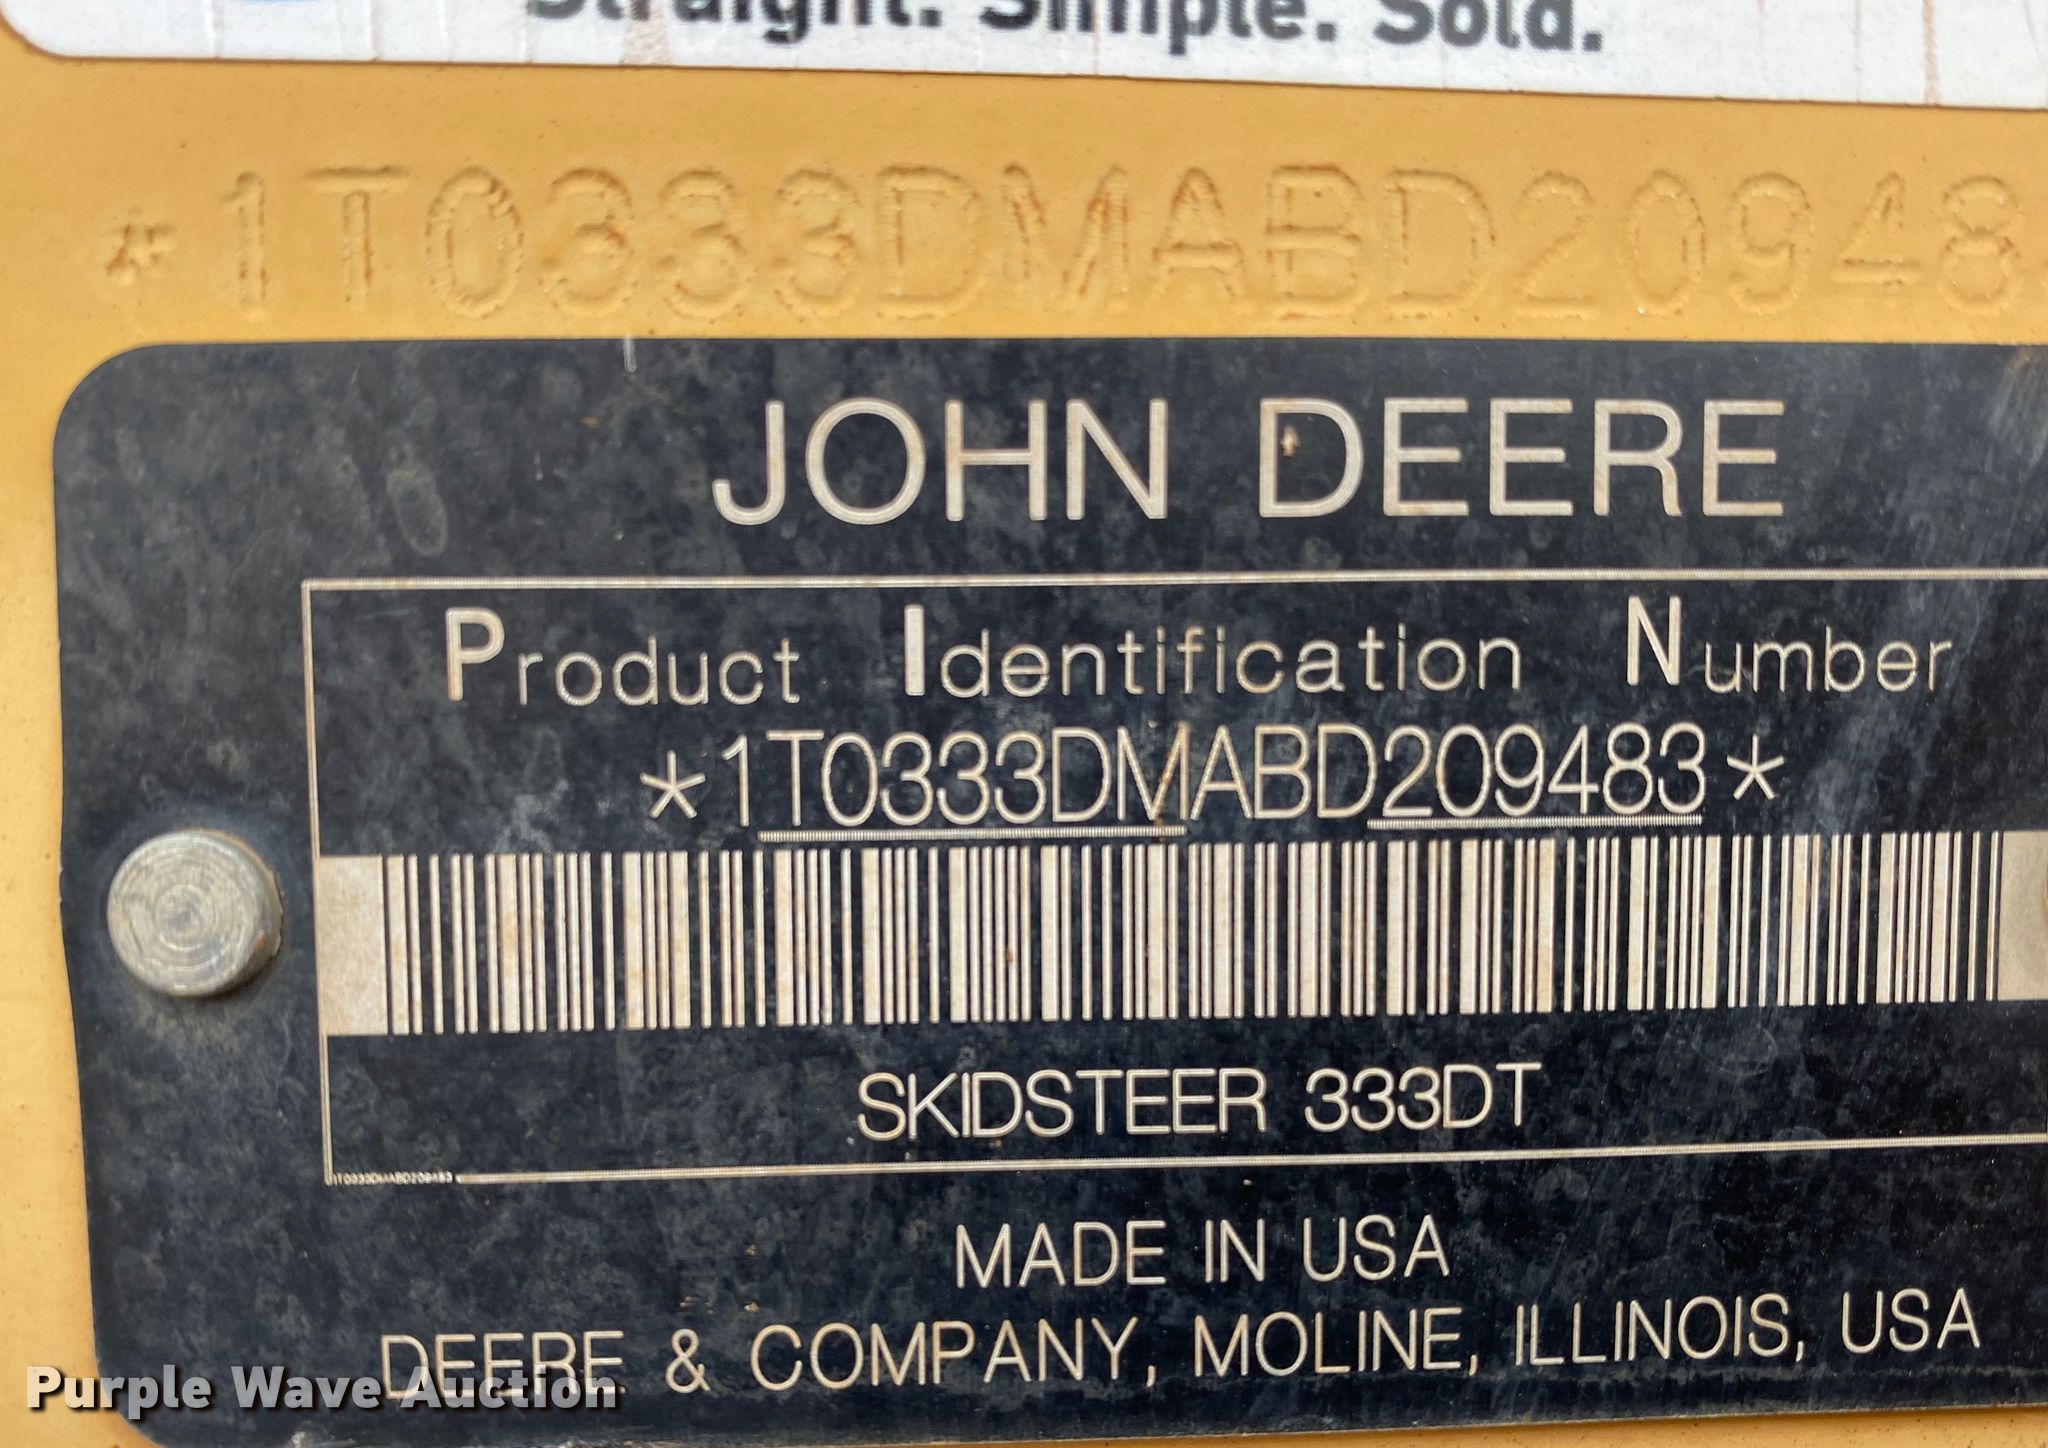 Straight. Simple. Sold.
*1T0333DMABD20948
JOHN DEERE
Product Identification Number
*1T0333DMABD209483*
SKIDSTEER 333DT
1T0333DMABD209483
MADE IN USA
DEERE & COMPANY, MOLINE, ILLINOIS, USA
Purple Wave Auction